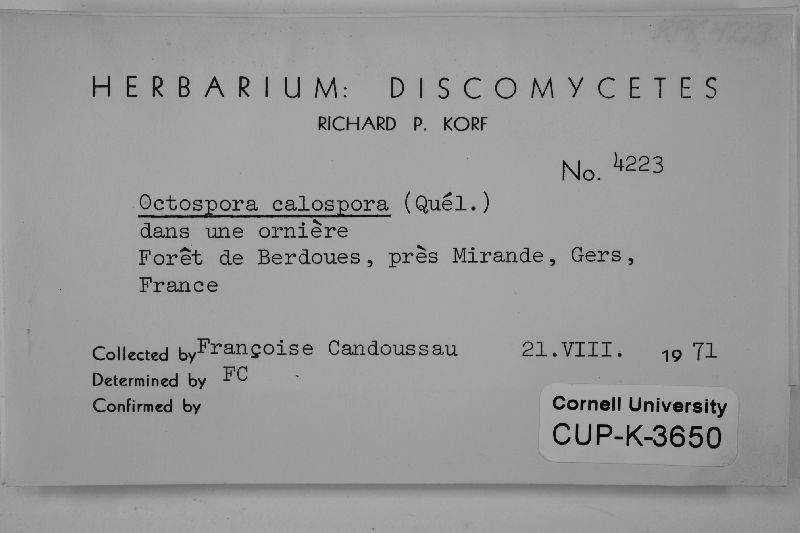 RPK 4223
HERBARIUM: DISCOMYCETES
RICHARD P. KORF
No. 4223
Octospora calospora (Quél.)
dans une ornière
Forêt de Berdoues, près Mirande, Gers,
France
Collected by Françoise Candoussau 21.VIII. 19 71
Determined by FC
Confirmed by
Cornell University
CUP-K-3650